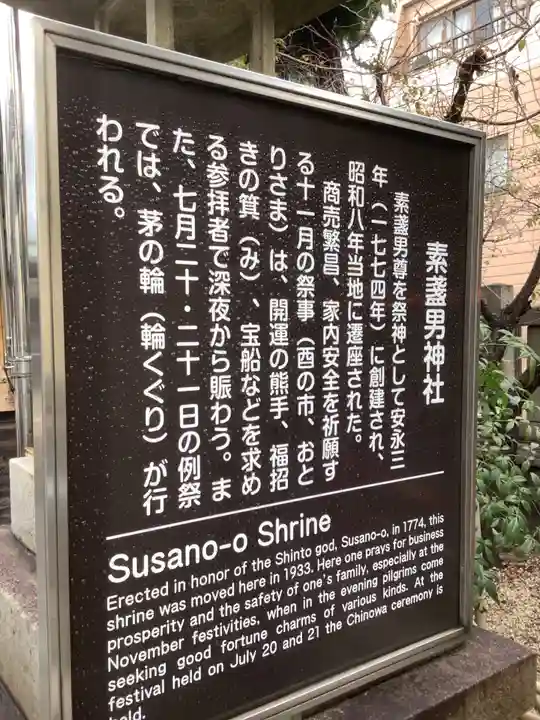 素盞男神社
素盞男尊を祭神として安永三
年（一七七四年）に創建され、
昭和八年当地に遷座された。
商売繁昌、家内安全を祈願す
る十一月の祭事（酉の市、おと
りさま）は、開運の熊手、福招
きの箕（み）、宝船などを求め
る参拝者で深夜から賑わう。ま
た、七月二十・二十一日の例祭
では、茅の輪（輪くぐり）が行
われる。
Susano-o Shrine
Erected in honor of the Shinto god, Susano-o, in 1774, this
shrine was moved here in 1933. Here one prays for business
prosperity and the safety of one's family, especially at the
November festivities, when in the evening pilgrims come
seeking good fortune charms of various kinds. At the
festival held on July 20 and 21 the Chinowa ceremony is
held.